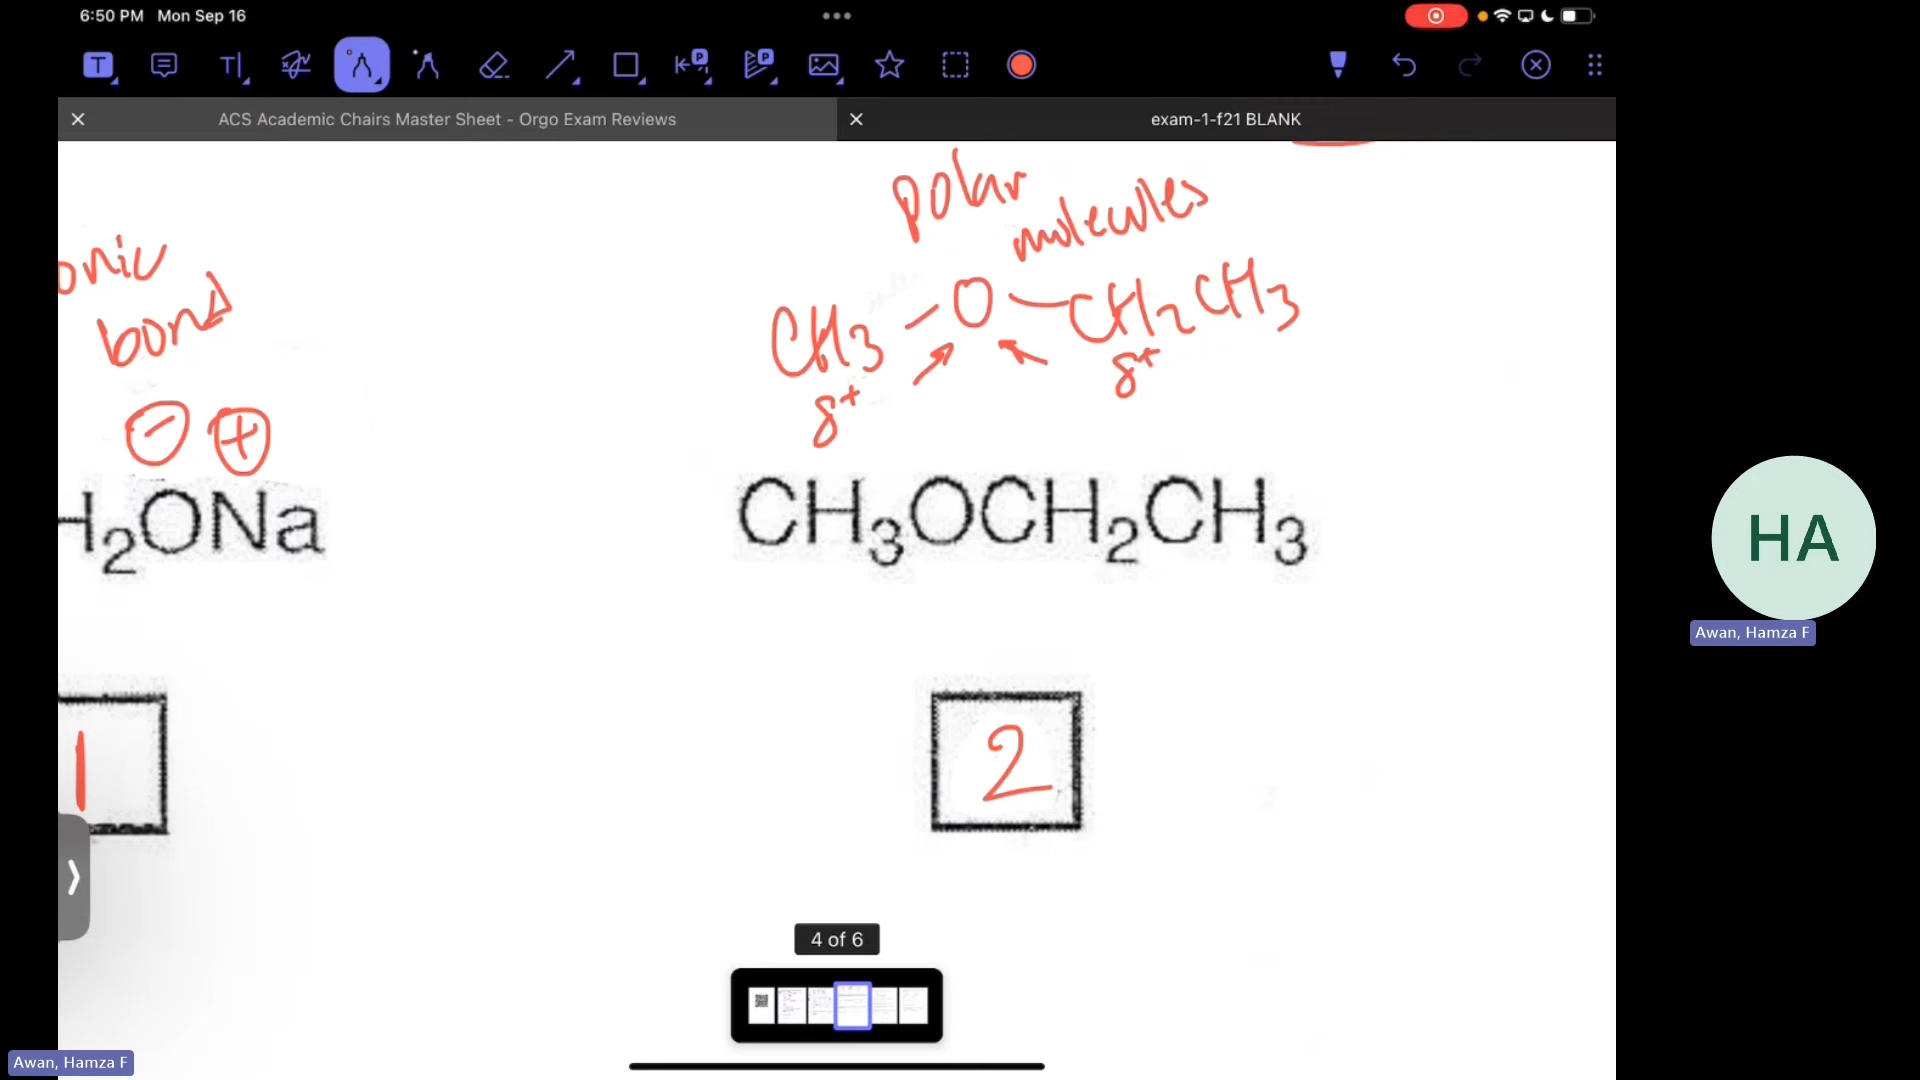 6:50 PM Mon Sep 16
ACS Academic Chairs Master Sheet - Orgo Exam Reviews
exam-1-f21 BLANK
polar
molecules
onic
bond
CH3 - O - CH2CH3
δ+ δ+
⊖ ⊕
H₂ONa
CH₃OCH₂CH₃
1
2
4 of 6
HA
Awan, Hamza F
Awan, Hamza F